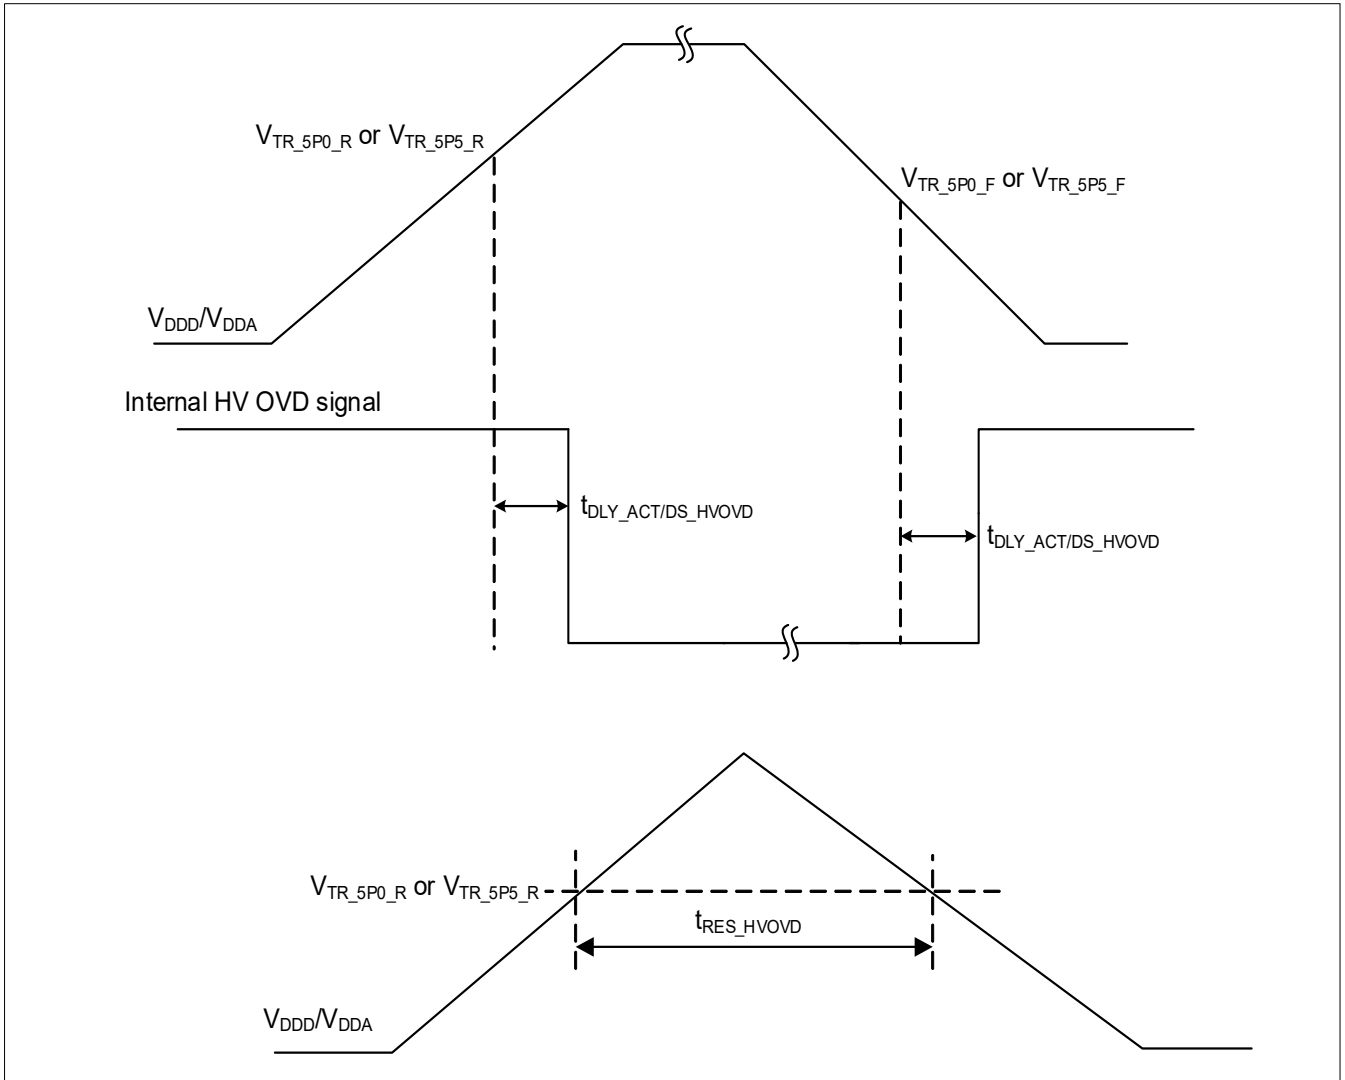 V_TR_5P0_R or V_TR_5P5_R
V_TR_5P0_F or V_TR_5P5_F
V_DDD/V_DDA
Internal HV OVD signal
t_DLY_ACT/DS_HVOVD
t_DLY_ACT/DS_HVOVD
V_TR_5P0_R or V_TR_5P5_R
t_RES_HVOVD
V_DDD/V_DDA